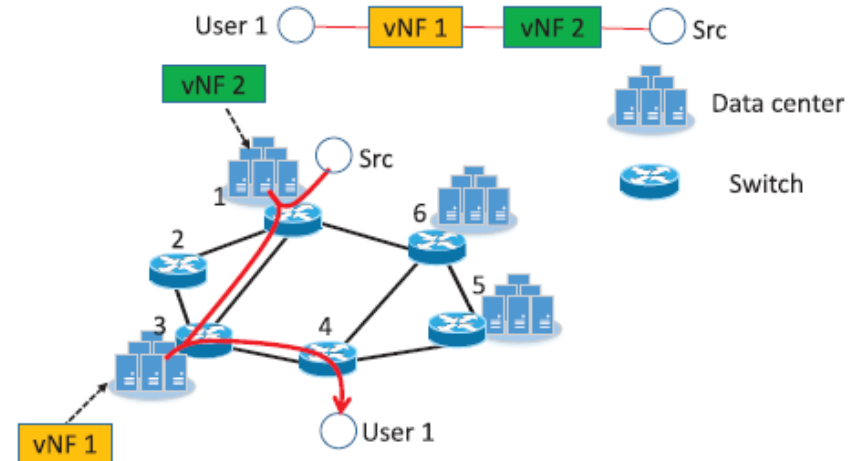 User 1
vNF 1
vNF 2
Src
vNF 2
Data center
Src
Switch
1
6
2
5
3
4
User 1
vNF 1